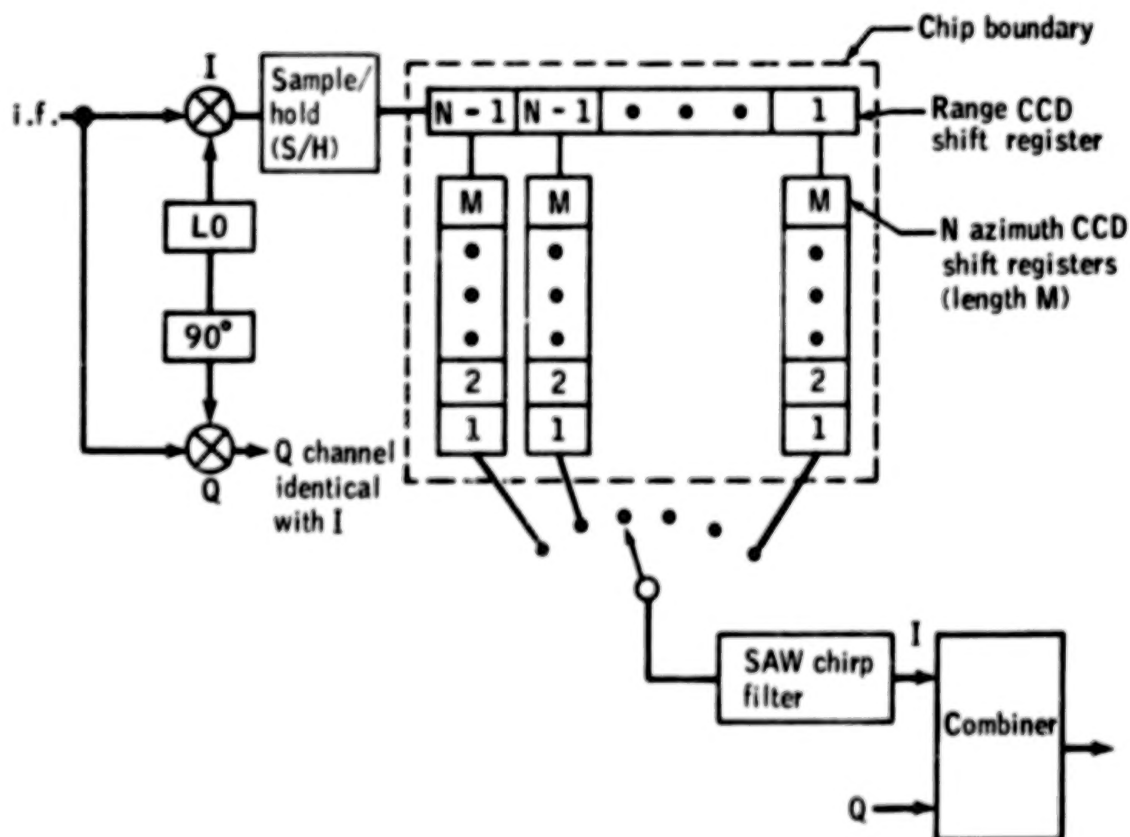 Chip boundary
I
i.f.
Sample/
hold
(S/H)
N - 1
N - 1
1
Range CCD
shift register
LO
M
M
M
N azimuth CCD
shift registers
(length M)
90°
2
2
2
1
1
1
Q channel
identical
with I
Q
SAW chirp
filter
I
Combiner
Q